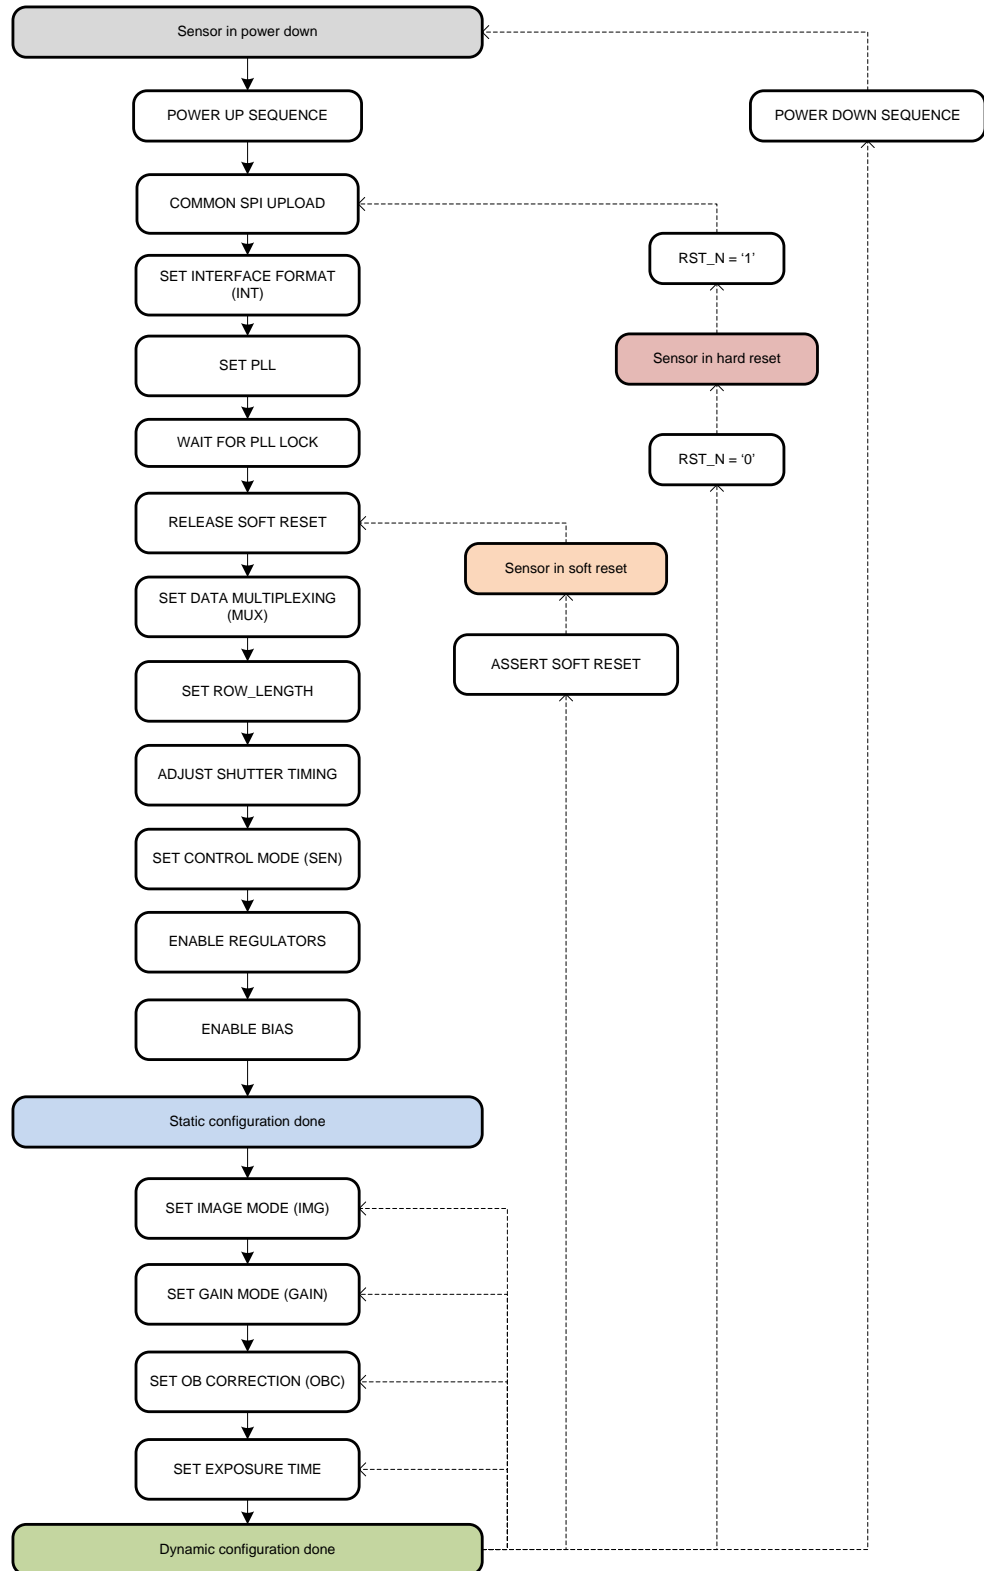 Sensor in power down
POWER UP SEQUENCE
POWER DOWN SEQUENCE
COMMON SPI UPLOAD
RST_N = ‘1’
SET INTERFACE FORMAT
(INT)
SET PLL
Sensor in hard reset
WAIT FOR PLL LOCK
RST_N = ‘0’
RELEASE SOFT RESET
Sensor in soft reset
SET DATA MULTIPLEXING
(MUX)
ASSERT SOFT RESET
SET ROW_LENGTH
ADJUST SHUTTER TIMING
SET CONTROL MODE (SEN)
ENABLE REGULATORS
ENABLE BIAS
Static configuration done
SET IMAGE MODE (IMG)
SET GAIN MODE (GAIN)
SET OB CORRECTION (OBC)
SET EXPOSURE TIME
Dynamic configuration done